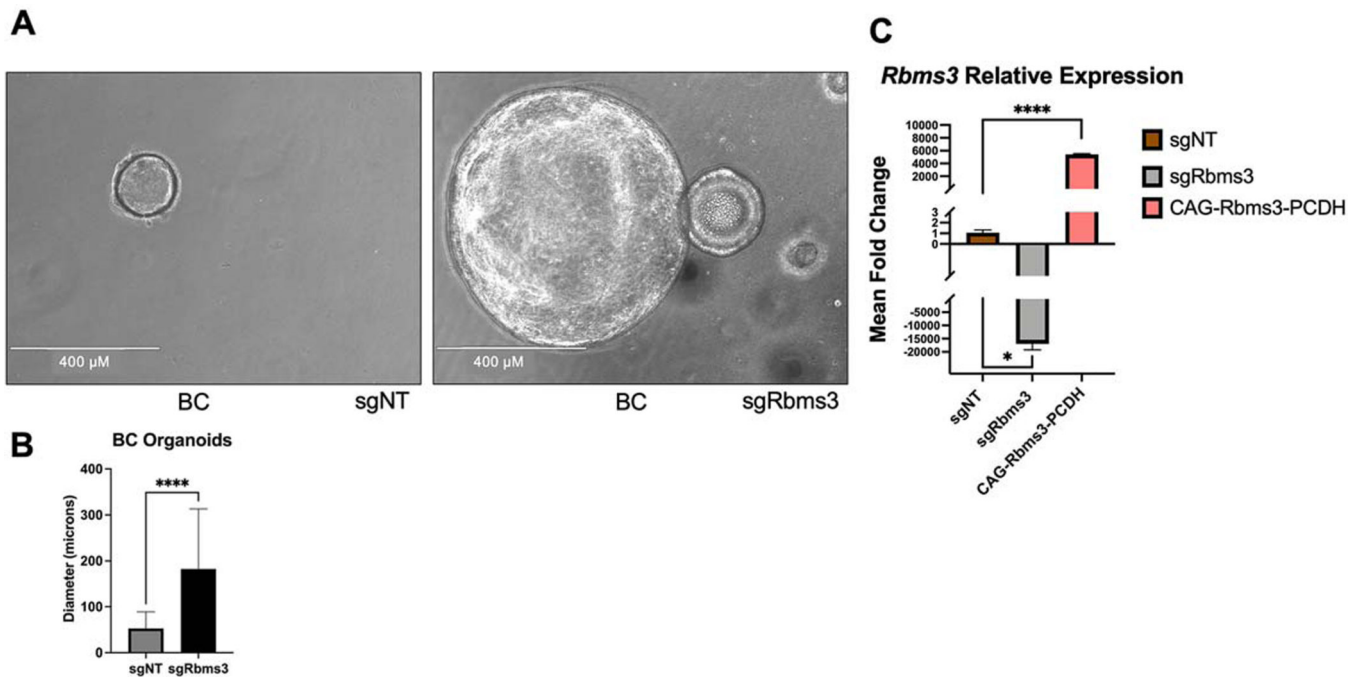 A
400 μM
BC
sgNT
400 μM
BC
sgRbms3
B
BC Organoids
Diameter (microns)
400
300
200
100
0
****
sgNT
sgRbms3
C
Rbms3 Relative Expression
Mean Fold Change
10000
8000
6000
4000
2000
3
2
1
0
-5000
-10000
-15000
-20000
****
*
sgNT
sgRbms3
CAG-Rbms3-PCDH
sgNT
sgRbms3
CAG-Rbms3-PCDH